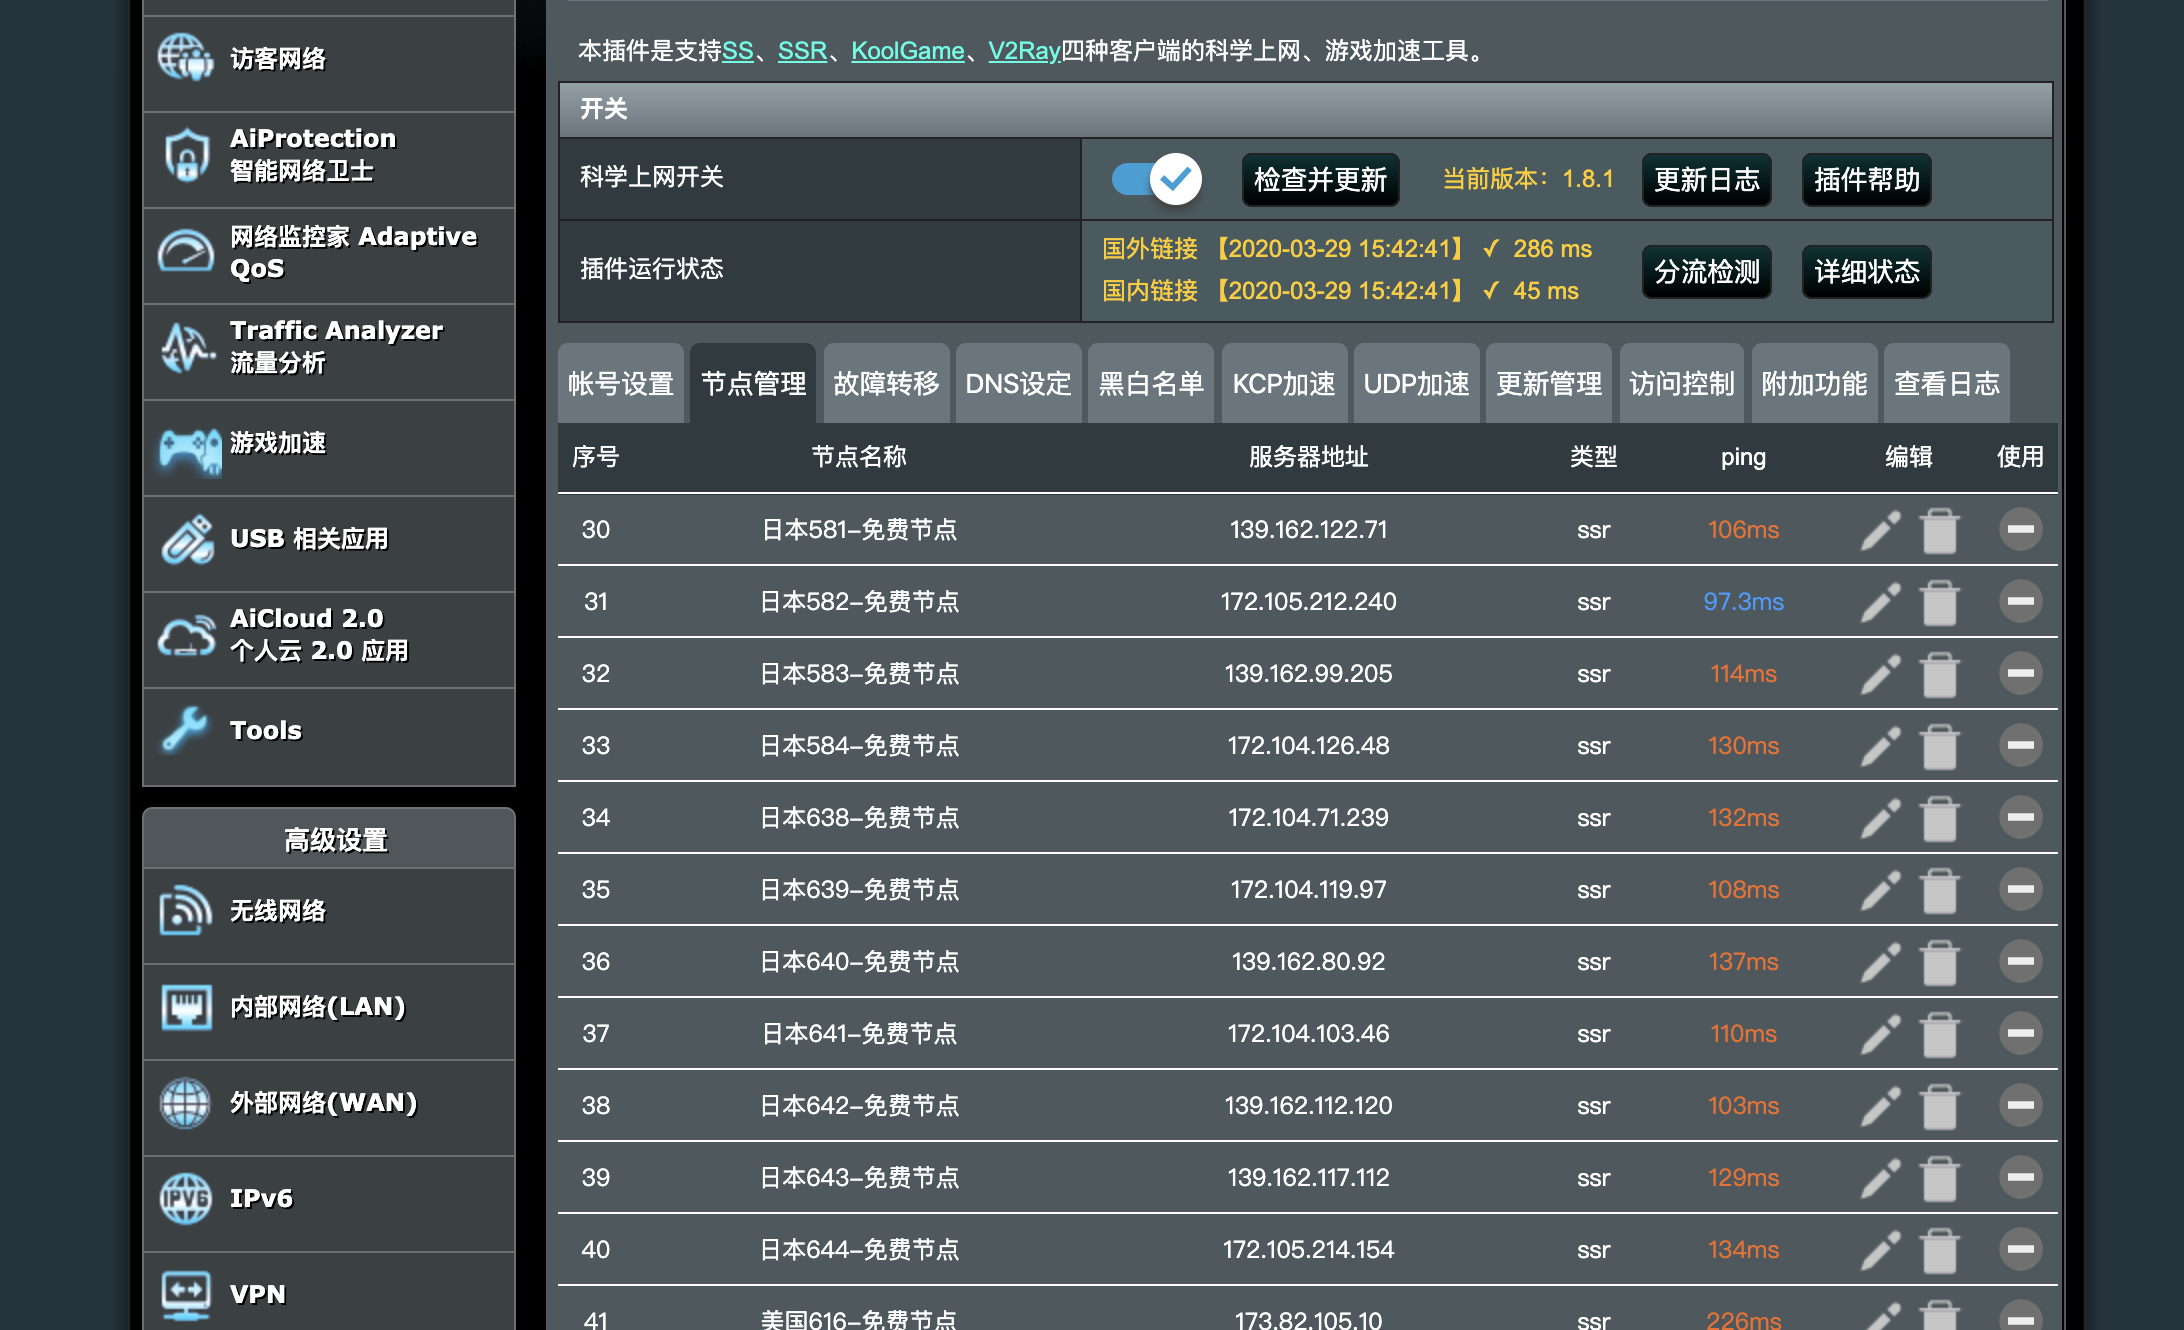 访客网络
AiProtection
智能网络卫士
网络监控家 Adaptive
QoS
Traffic Analyzer
流量分析
游戏加速
USB 相关应用
AiCloud 2.0
个人云 2.0 应用
Tools
高级设置
无线网络
内部网络(LAN)
外部网络(WAN)
IPV6
IPv6
VPN
本插件是支持SS、SSR、KoolGame、V2Ray四种客户端的科学上网、游戏加速工具。
开关
科学上网开关 检查并更新 当前版本：1.8.1 更新日志 插件帮助
插件运行状态
国外链接 【2020-03-29 15:42:41】 ✓ 286 ms
国内链接 【2020-03-29 15:42:41】 ✓ 45 ms
分流检测 详细状态
帐号设置 节点管理 故障转移 DNS设定 黑白名单 KCP加速 UDP加速 更新管理 访问控制 附加功能 查看日志
序号 节点名称 服务器地址 类型 ping 编辑 使用
30 日本581-免费节点 139.162.122.71 ssr 106ms
31 日本582-免费节点 172.105.212.240 ssr 97.3ms
32 日本583-免费节点 139.162.99.205 ssr 114ms
33 日本584-免费节点 172.104.126.48 ssr 130ms
34 日本638-免费节点 172.104.71.239 ssr 132ms
35 日本639-免费节点 172.104.119.97 ssr 108ms
36 日本640-免费节点 139.162.80.92 ssr 137ms
37 日本641-免费节点 172.104.103.46 ssr 110ms
38 日本642-免费节点 139.162.112.120 ssr 103ms
39 日本643-免费节点 139.162.117.112 ssr 129ms
40 日本644-免费节点 172.105.214.154 ssr 134ms
41 美国616-免费节点 173.82.105.10 ssr 226ms